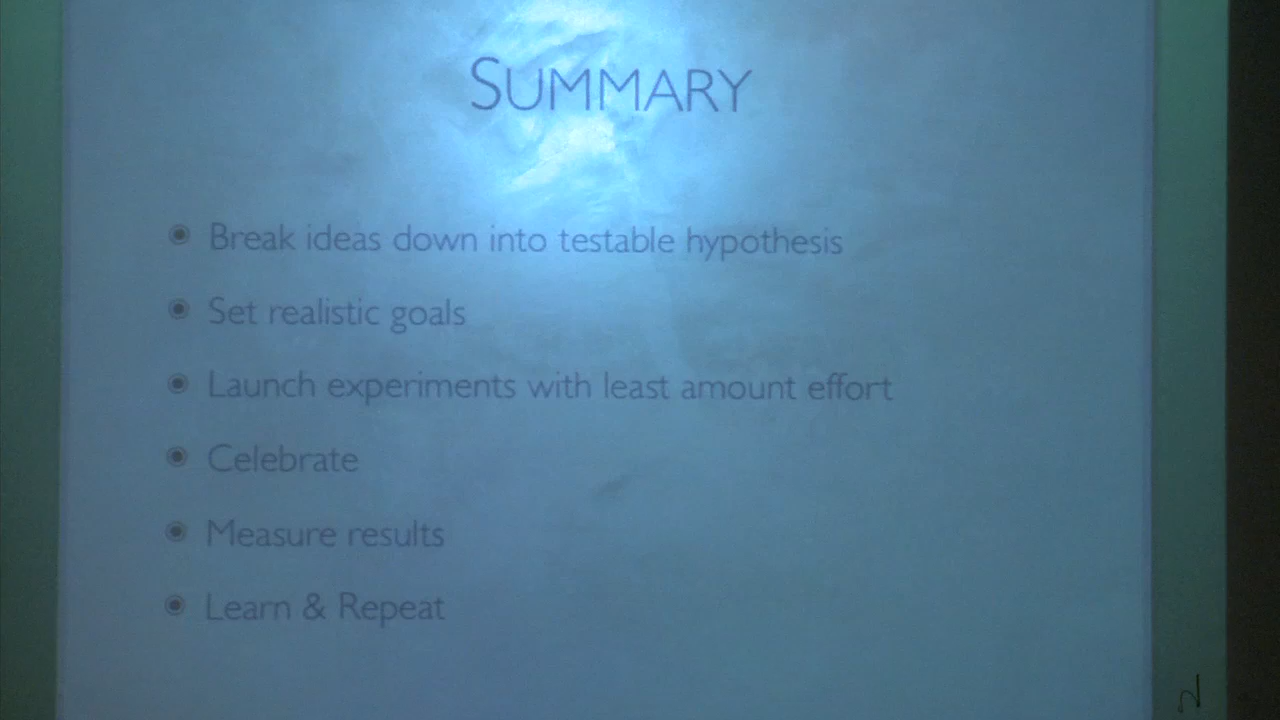 SUMMARY
Break ideas down into testable hypothesis
Set realistic goals
Launch experiments with least amount effort
Celebrate
Measure results
Learn & Repeat
2